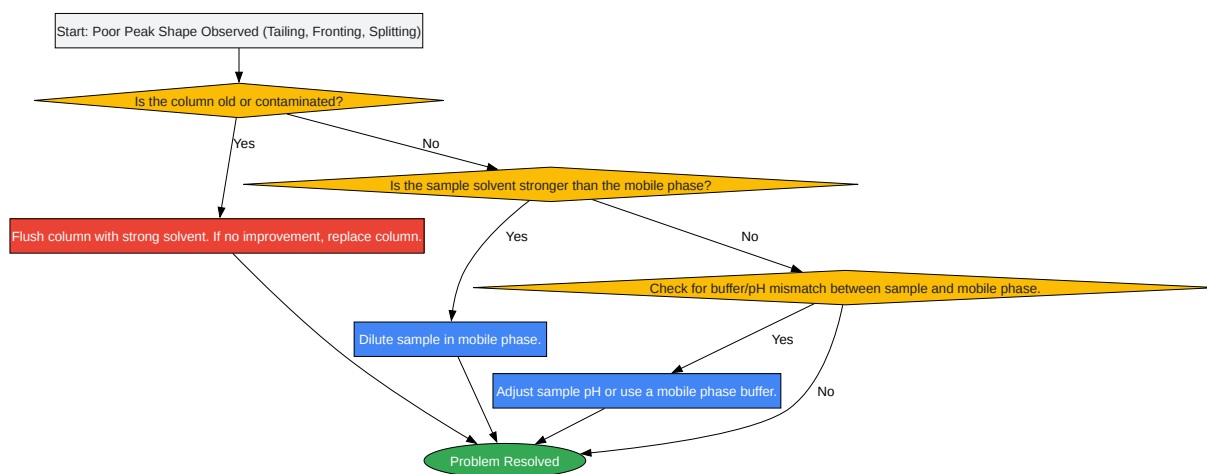 Start: Poor Peak Shape Observed (Tailing, Fronting, Splitting)
Is the column old or contaminated?
Yes
No
Is the sample solvent stronger than the mobile phase?
Flush column with strong solvent. If no improvement, replace column.
Yes
No
Check for buffer/pH mismatch between sample and mobile phase.
Dilute sample in mobile phase.
Yes
Adjust sample pH or use a mobile phase buffer.
No
Problem Resolved